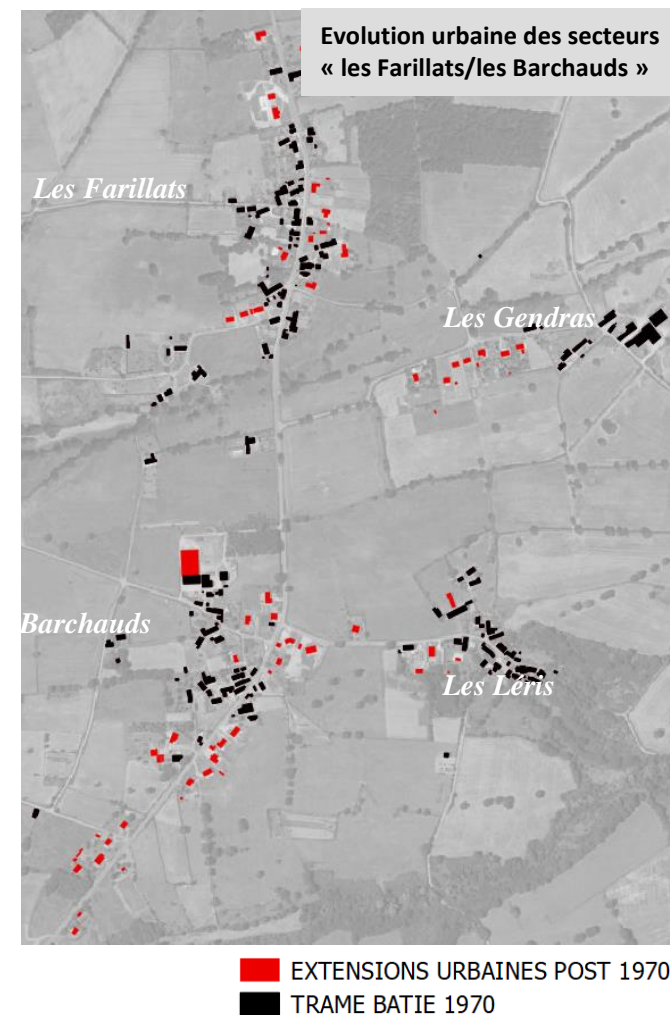 Evolution urbaine des secteurs
« les Farillats/les Barchauds »
Les Farillats
Les Gendras
Barchauds
Les Léris
EXTENSIONS URBAINES POST 1970
TRAME BATIE 1970